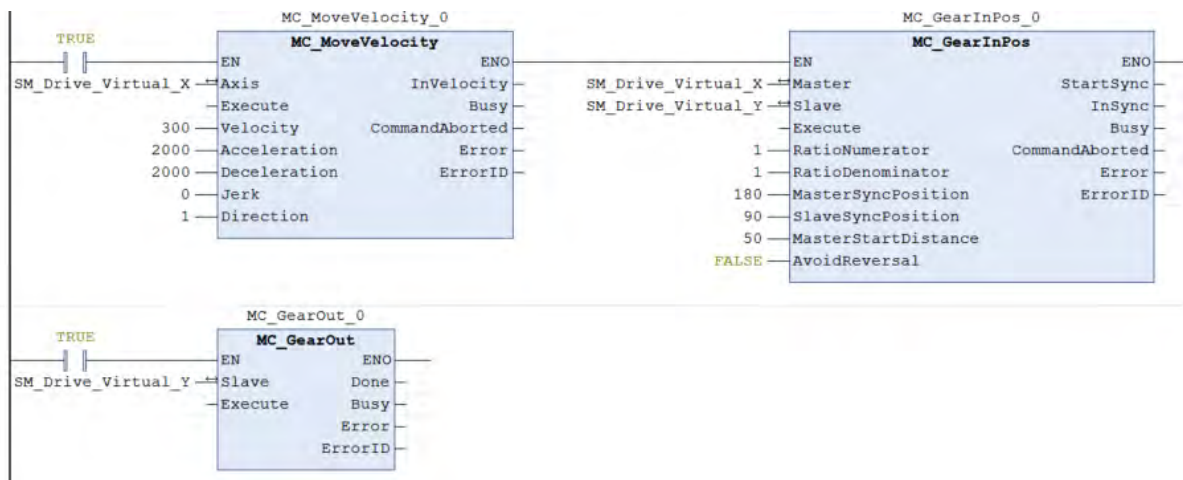 MC_MoveVelocity_0
MC_GearInPos_0
TRUE
MC_MoveVelocity
MC_GearInPos
EN ENO
EN ENO
SM_Drive_Virtual_X Axis InVelocity
SM_Drive_Virtual_X Master StartSync
Execute Busy
SM_Drive_Virtual_Y Slave InSync
300 Velocity CommandAborted
Execute Busy
2000 Acceleration Error
1 RatioNumerator CommandAborted
2000 Deceleration ErrorID
1 RatioDenominator Error
0 Jerk
180 MasterSyncPosition ErrorID
1 Direction
90 SlaveSyncPosition
50 MasterStartDistance
FALSE AvoidReversal
MC_GearOut_0
TRUE
MC_GearOut
EN ENO
SM_Drive_Virtual_Y Slave Done
Execute Busy
Error
ErrorID